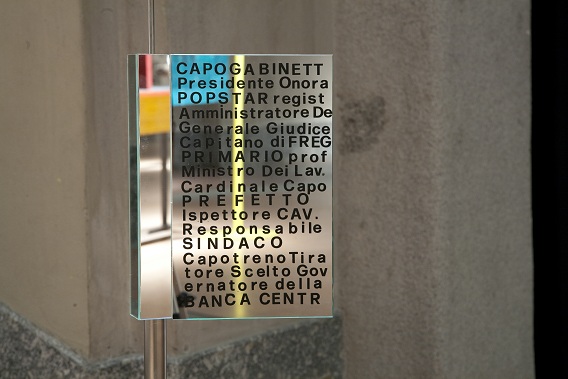 CAPOGABINETT
Presidente Onora
POPSTAR regist
Amministratore De
Generale Giudice
Capitano di FREG
PRIMARIO prof
Ministro Dei Lav.
Cardinale Capo
PREFETTO
Ispettore CAV.
Responsabile
SINDACO
CapotrenoTira
tore Scelto Gov
ernatore della
BANCA CENTR